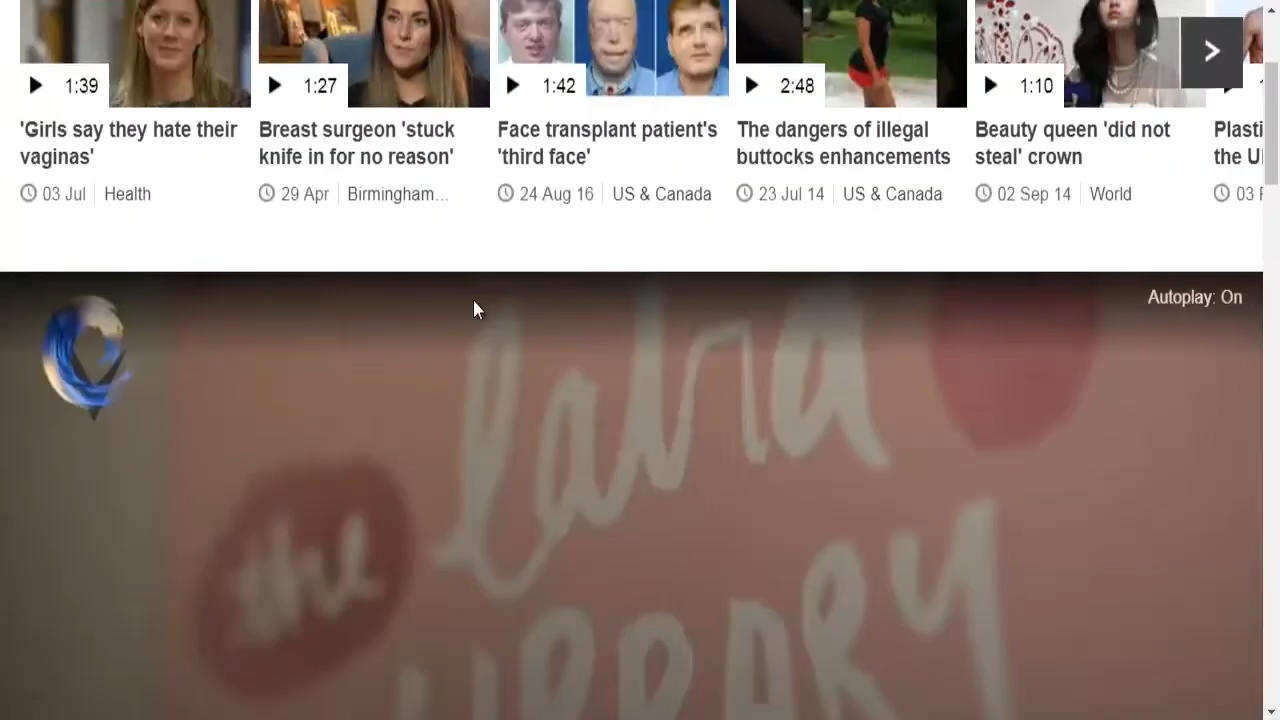 1:39
1:27
1:42
2:48
1:10
'Girls say they hate their
vaginas'
03 Jul Health
Breast surgeon 'stuck
knife in for no reason'
29 Apr Birmingham...
Face transplant patient's
'third face'
24 Aug 16 US & Canada
The dangers of illegal
buttocks enhancements
23 Jul 14 US & Canada
Beauty queen 'did not
steal' crown
02 Sep 14 World
Autoplay: On
the labia
LIBRARY